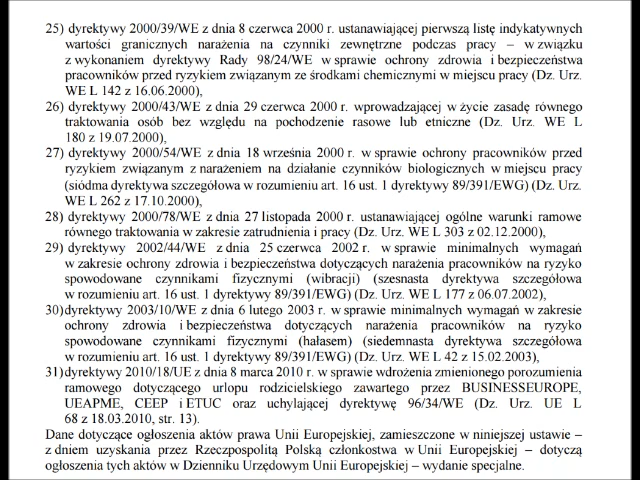 25) dyrektywy 2000/39/WE z dnia 8 czerwca 2000 r. ustanawiającej pierwszą listę indykatywnych
wartości granicznych narażenia na czynniki zewnętrzne podczas pracy – w związku
z wykonaniem dyrektywy Rady 98/24/WE w sprawie ochrony zdrowia i bezpieczeństwa
pracowników przed ryzykiem związanym ze środkami chemicznymi w miejscu pracy (Dz. Urz.
WE L 142 z 16.06.2000),
26) dyrektywy 2000/43/WE z dnia 29 czerwca 2000 r. wprowadzającej w życie zasadę równego
traktowania osób bez względu na pochodzenie rasowe lub etniczne (Dz. Urz. WE L
180 z 19.07.2000),
27) dyrektywy 2000/54/WE z dnia 18 września 2000 r. w sprawie ochrony pracowników przed
ryzykiem związanym z narażeniem na działanie czynników biologicznych w miejscu pracy
(siódma dyrektywa szczegółowa w rozumieniu art. 16 ust. 1 dyrektywy 89/391/EWG) (Dz. Urz.
WE L 262 z 17.10.2000),
28) dyrektywy 2000/78/WE z dnia 27 listopada 2000 r. ustanawiającej ogólne warunki ramowe
równego traktowania w zakresie zatrudnienia i pracy (Dz. Urz. WE L 303 z 02.12.2000),
29) dyrektywy 2002/44/WE z dnia 25 czerwca 2002 r. w sprawie minimalnych wymagań
w zakresie ochrony zdrowia i bezpieczeństwa dotyczących narażenia pracowników na ryzyko
spowodowane czynnikami fizycznymi (wibracji) (szesnasta dyrektywa szczegółowa
w rozumieniu art. 16 ust. 1 dyrektywy 89/391/EWG) (Dz. Urz. WE L 177 z 06.07.2002),
30) dyrektywy 2003/10/WE z dnia 6 lutego 2003 r. w sprawie minimalnych wymagań w zakresie
ochrony zdrowia i bezpieczeństwa dotyczących narażenia pracowników na ryzyko
spowodowane czynnikami fizycznymi (hałasem) (siedemnasta dyrektywa szczegółowa
w rozumieniu art. 16 ust. 1 dyrektywy 89/391/EWG) (Dz. Urz. WE L 42 z 15.02.2003),
31) dyrektywy 2010/18/UE z dnia 8 marca 2010 r. w sprawie wdrożenia zmienionego porozumienia
ramowego dotyczącego urlopu rodzicielskiego zawartego przez BUSINESSEUROPE,
UEAPME, CEEP i ETUC oraz uchylającej dyrektywę 96/34/WE (Dz. Urz. UE L
68 z 18.03.2010, str. 13).
Dane dotyczące ogłoszenia aktów prawa Unii Europejskiej, zamieszczone w niniejszej ustawie –
z dniem uzyskania przez Rzeczpospolitą Polską członkostwa w Unii Europejskiej – dotyczą
ogłoszenia tych aktów w Dzienniku Urzędowym Unii Europejskiej – wydanie specjalne.